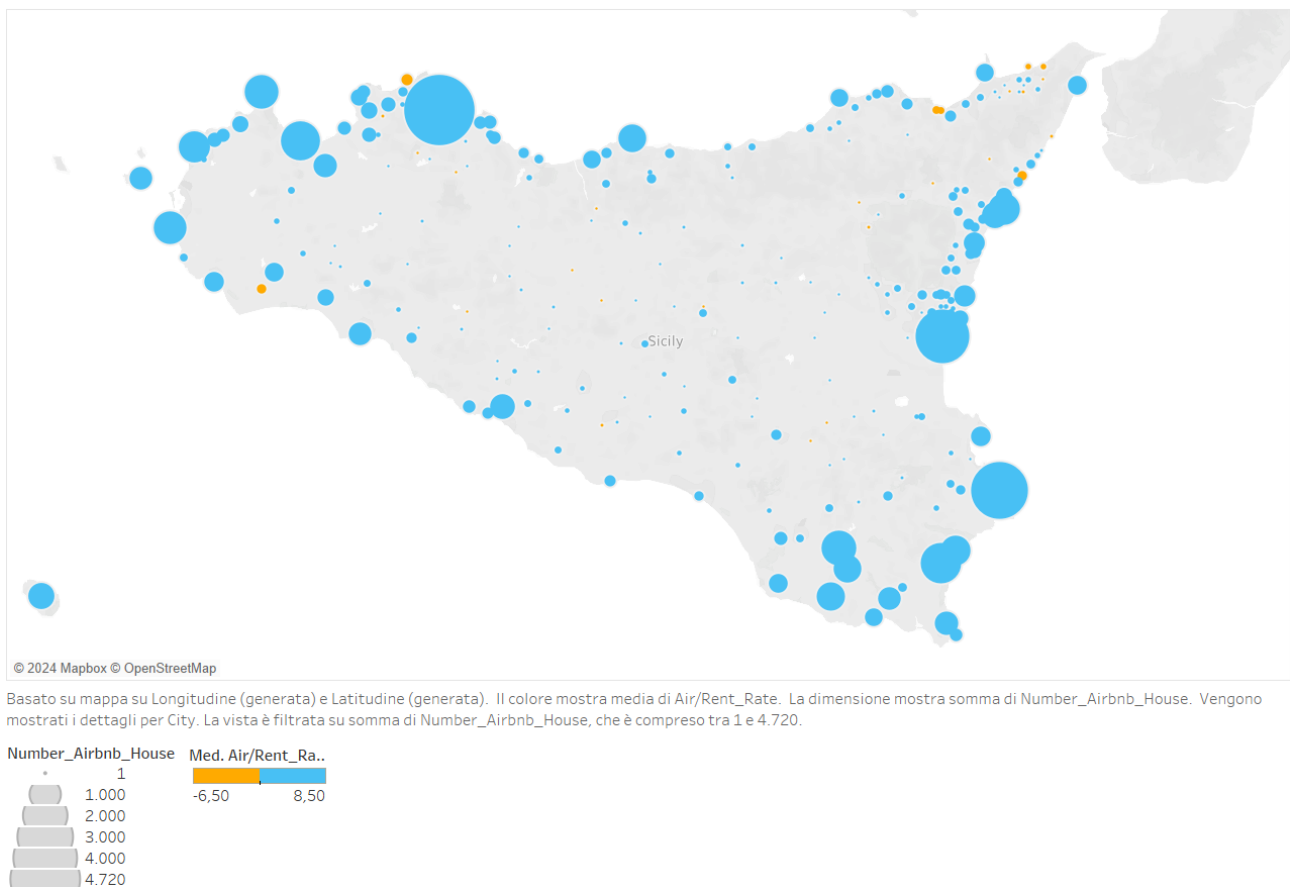 Sicily
© 2024 Mapbox © OpenStreetMap
Basato su mappa su Longitudine (generata) e Latitudine (generata). Il colore mostra media di Air/Rent_Rate. La dimensione mostra somma di Number_Airbnb_House. Vengono
mostrati i dettagli per City. La vista è filtrata su somma di Number_Airbnb_House, che è compreso tra 1 e 4.720.
Number_Airbnb_House
1
1.000
2.000
3.000
4.000
4.720
Med. Air/Rent_Ra..
-6,50 8,50